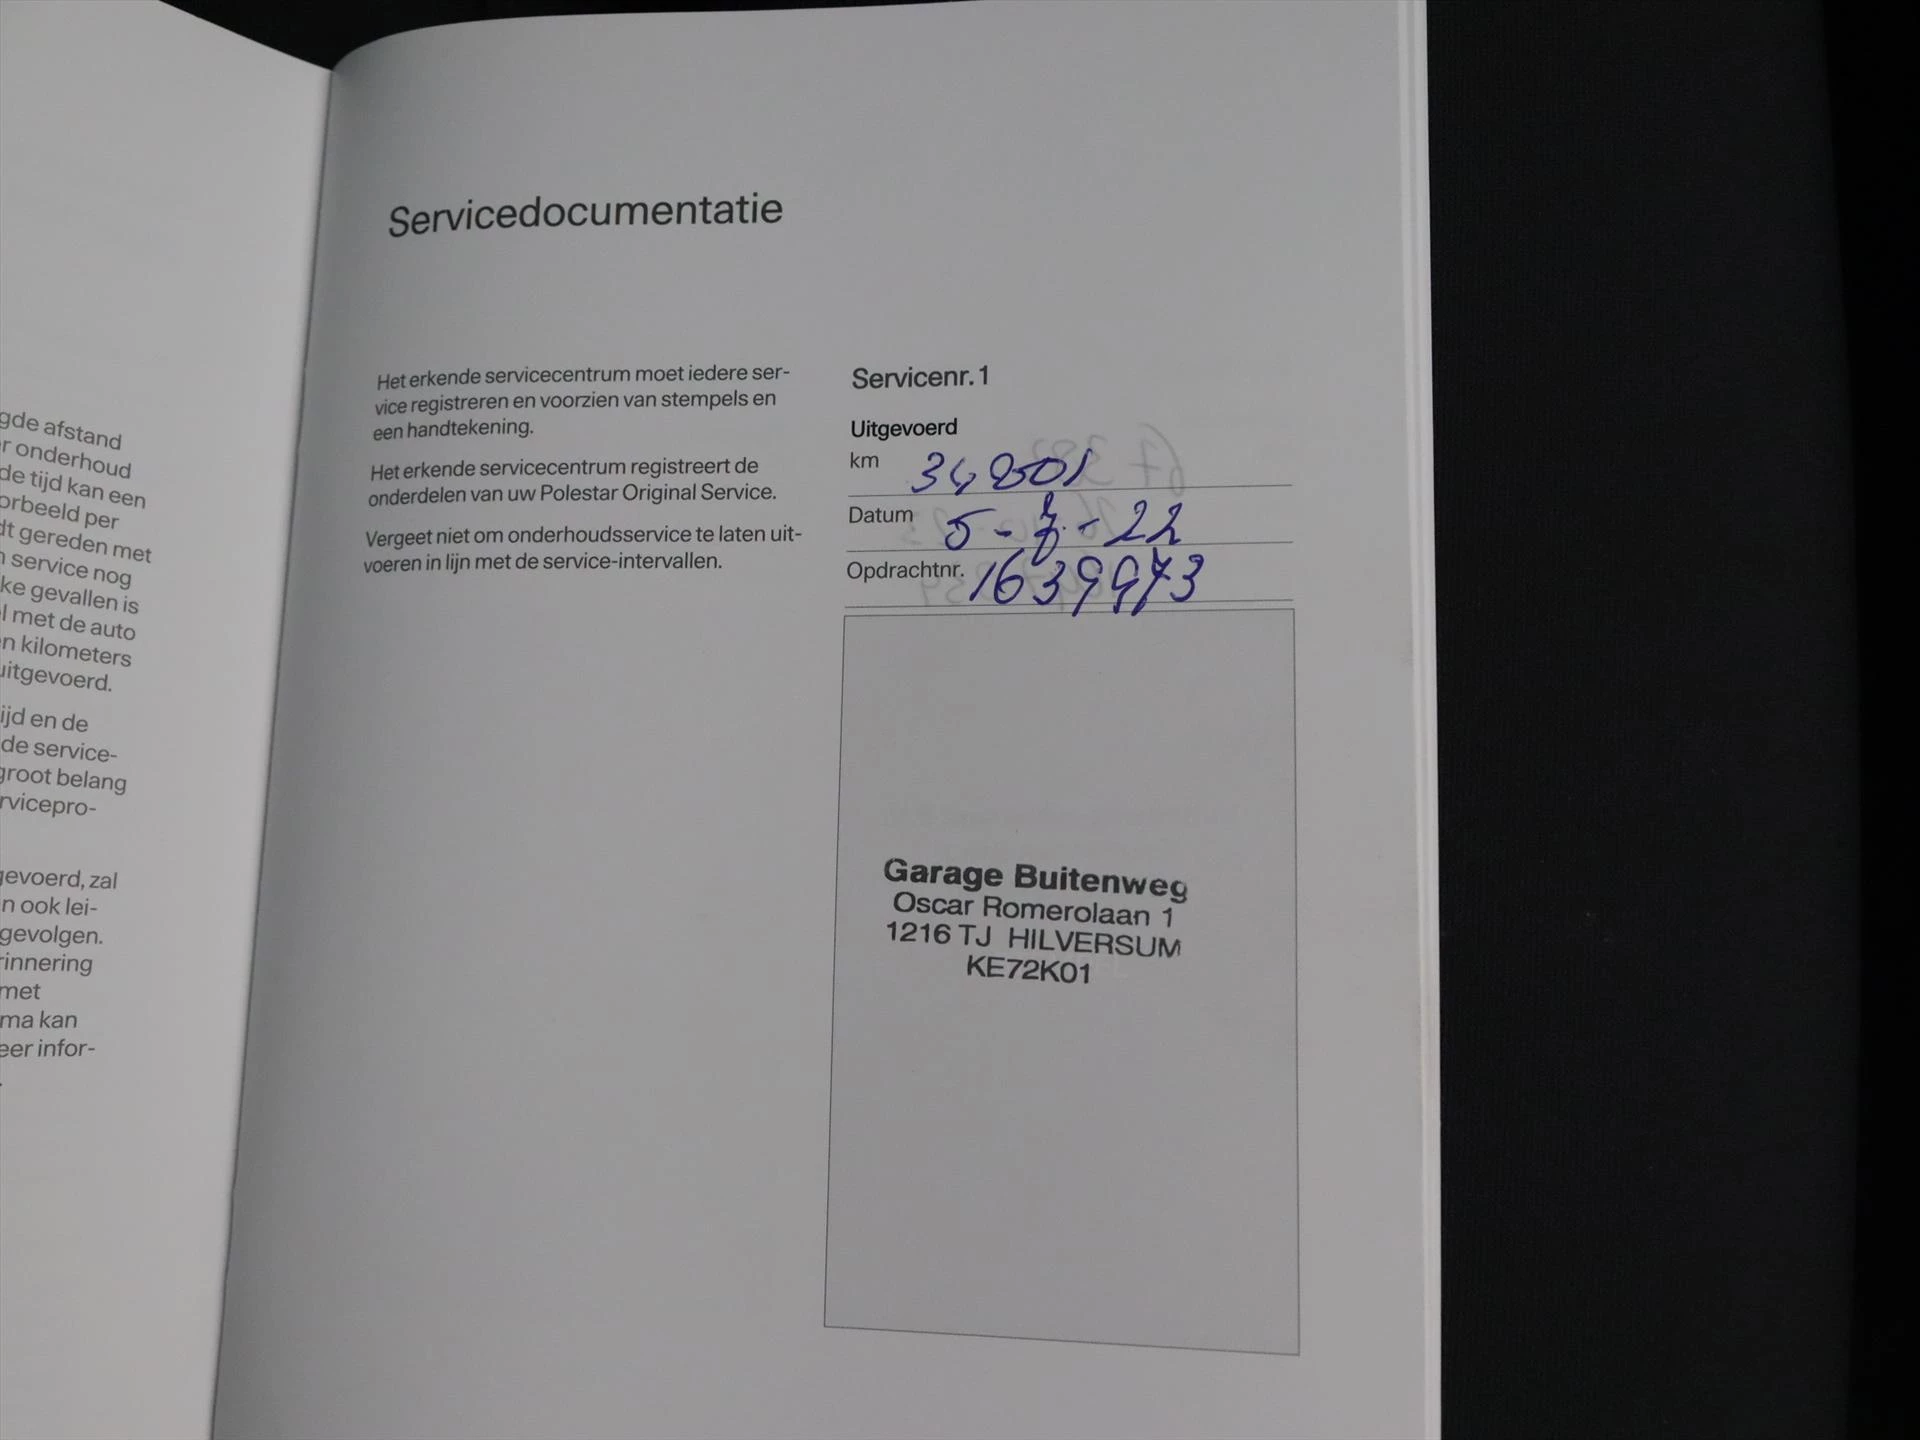 gde afstand
r onderhoud
de tijd kan een
orbeeld per
dt gereden met
n service nog
ke gevallen is
l met de auto
n kilometers
uitgevoerd.
ijd en de
de service-
groot belang
rvicepro-
gevoerd, zal
n ook lei-
gevolgen.
rinnering
met
ma kan
eer infor-
Servicedocumentatie
Het erkende servicecentrum moet iedere ser-
vice registreren en voorzien van stempels en
een handtekening.
Het erkende servicecentrum registreert de
onderdelen van uw Polestar Original Service.
Vergeet niet om onderhoudsservice te laten uit-
voeren in lijn met de service-intervallen.
Servicenr. 1
Uitgevoerd
km
Datum 5-7-22
Opdrachtnr. 1639973
Garage Buitenweg
Oscar Romerolaan 1
1216 TJ HILVERSUM
KE72K01